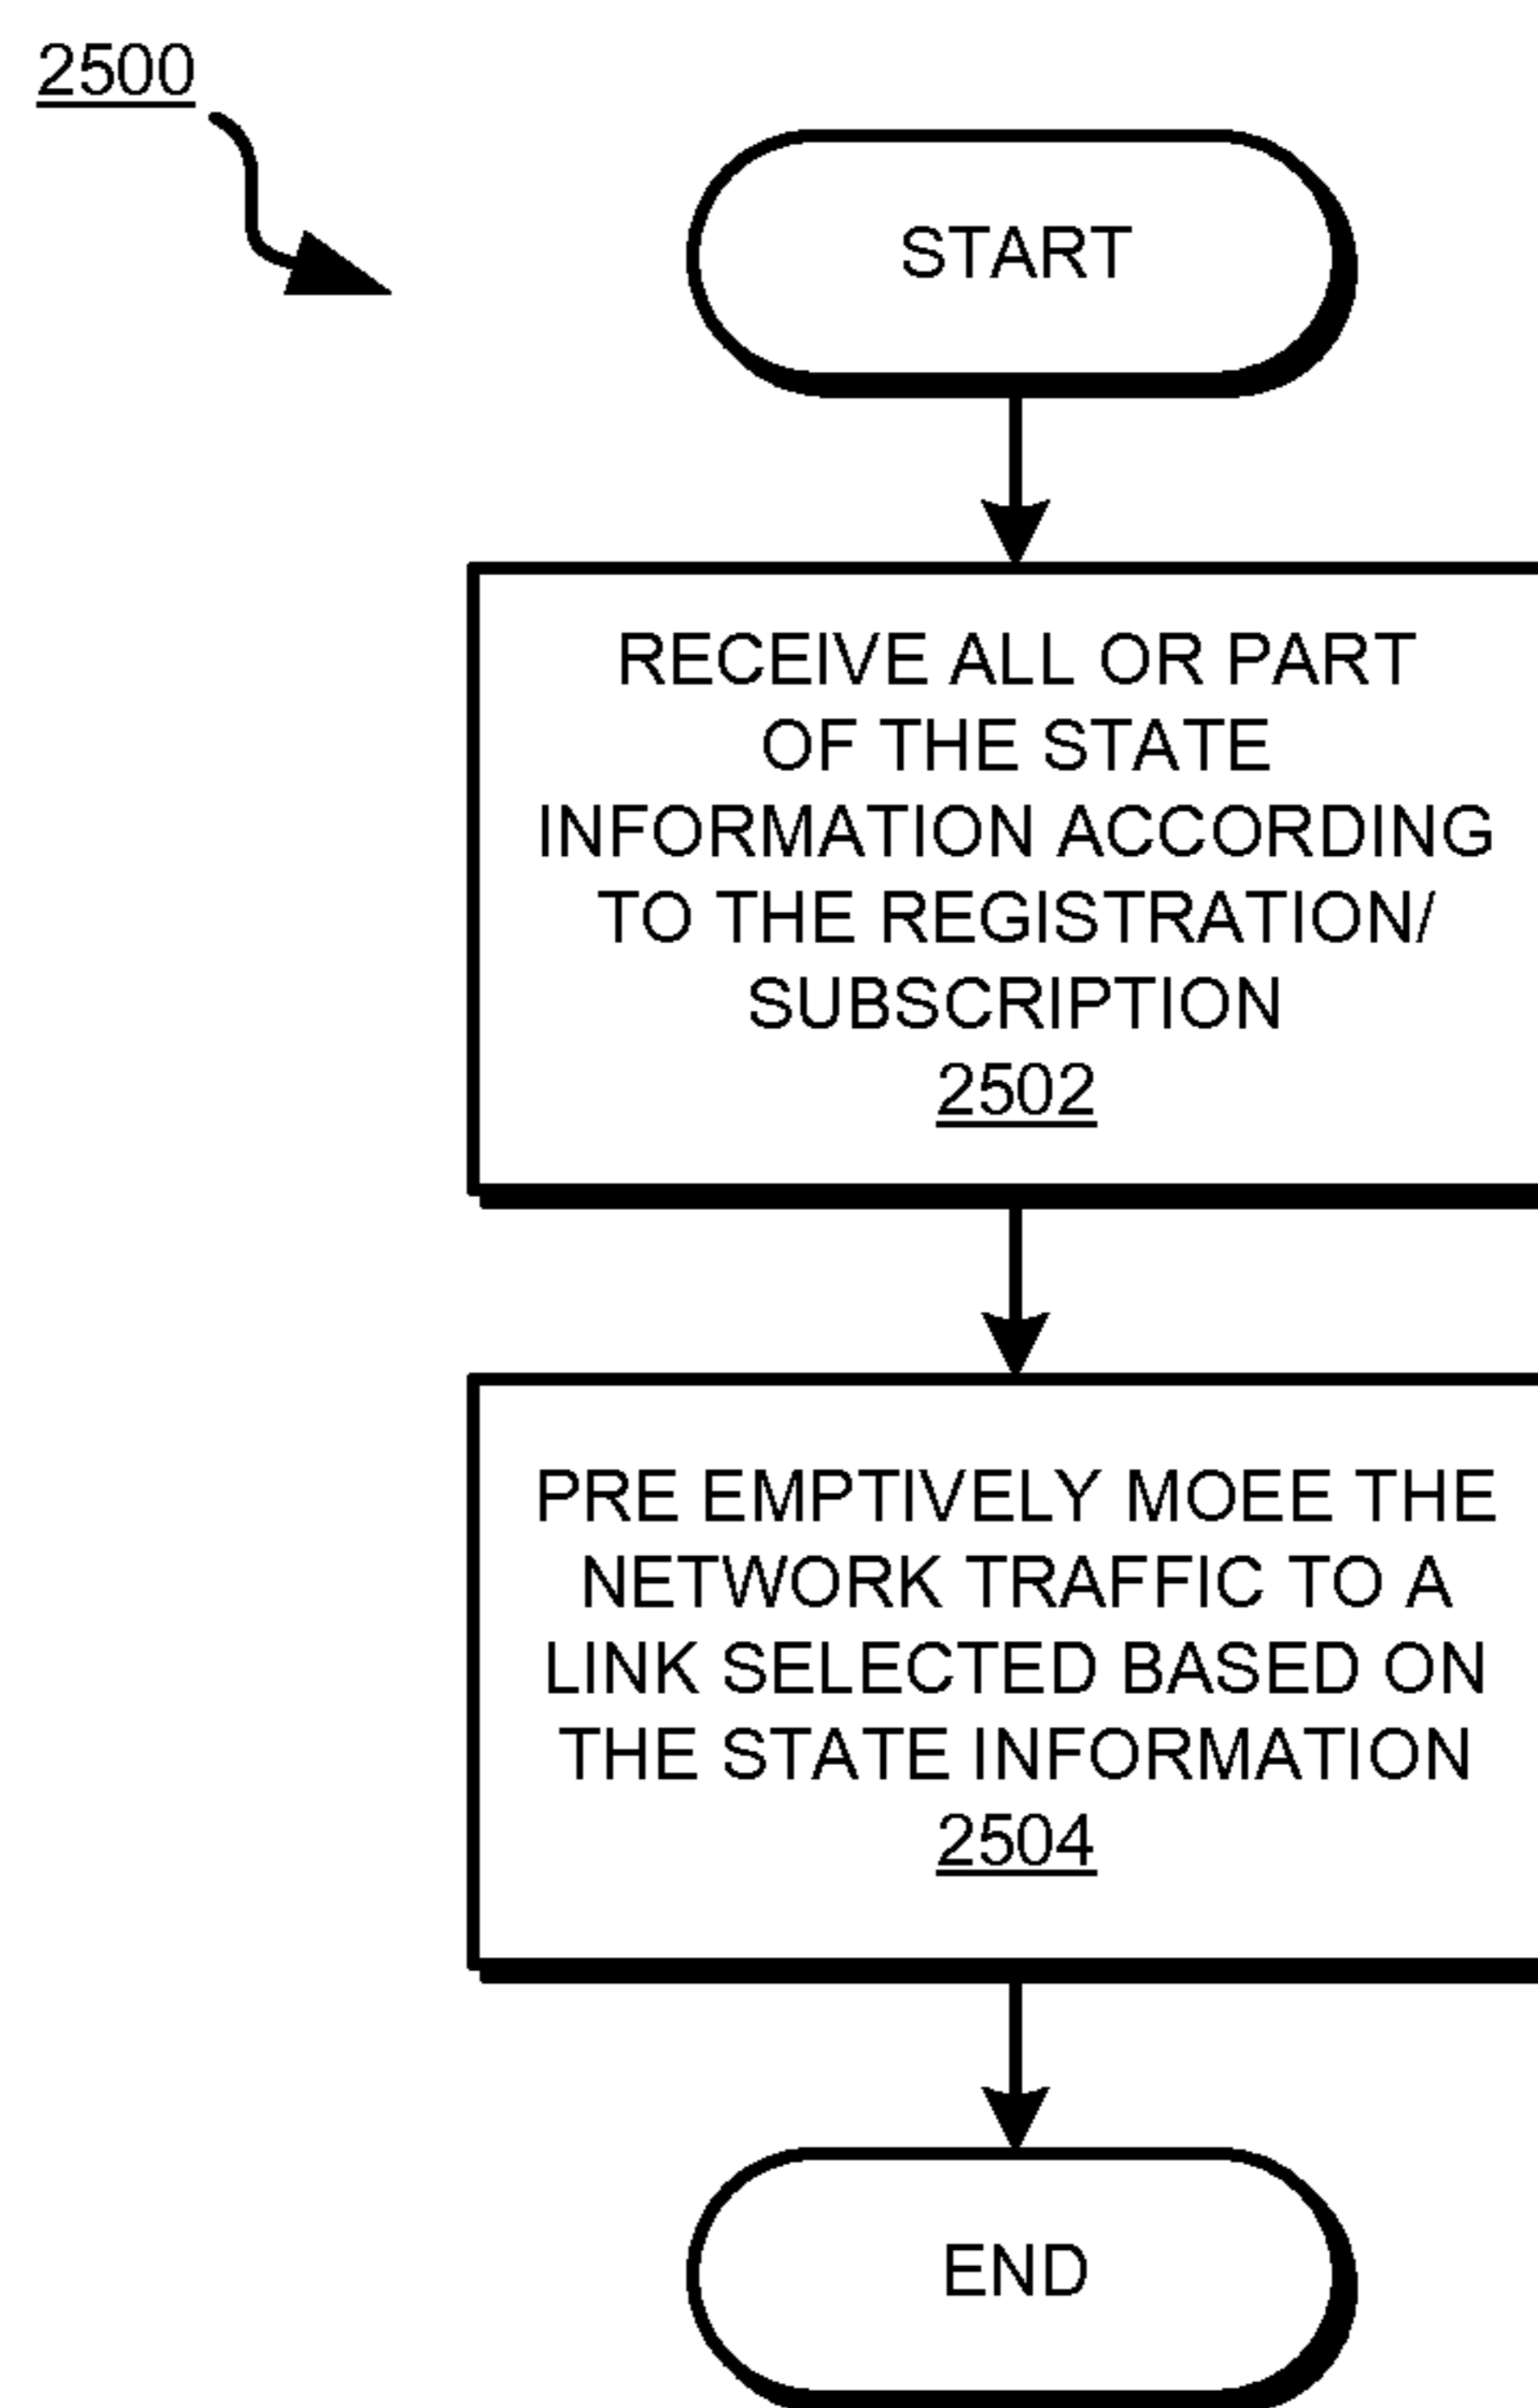 2500
START
RECEIVE ALL OR PART
OF THE STATE
INFORMATION ACCORDING
TO THE REGISTRATION/
SUBSCRIPTION
2502
PRE EMPTIVELY MOEE THE
NETWORK TRAFFIC TO A
LINK SELECTED BASED ON
THE STATE INFORMATION
2504
END